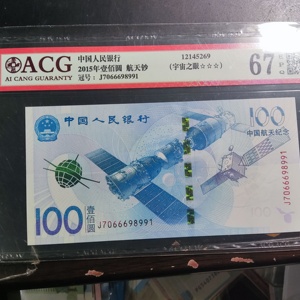 ACG
AI CANG GUARANTY
中国人民银行
2015年壹佰圆 航天钞
冠号: J7066698991
12145269
(宇宙之眼☆☆☆)
67
中国人民银行
100
中国航天纪念
J7066698991
100 壹佰圆